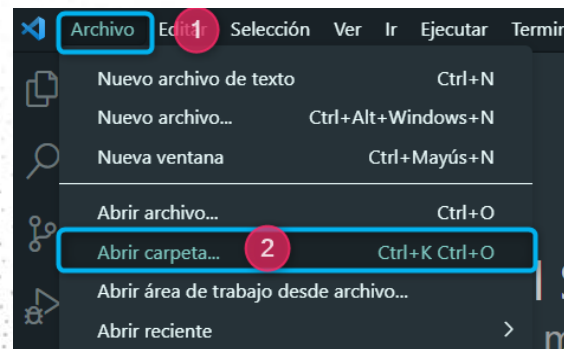 Archivo 1 Selección Ver Ir Ejecutar
Nuevo archivo de texto Ctrl+N
Nuevo archivo... Ctrl+Alt+Windows+N
Nueva ventana Ctrl+Mayús+N
Abrir archivo... Ctrl+O
Abrir carpeta... 2 Ctrl+K Ctrl+O
Abrir área de trabajo desde archivo...
Abrir reciente